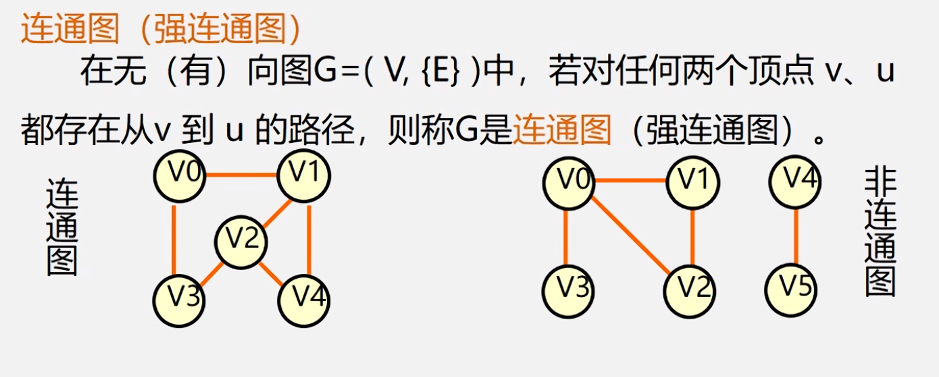 连通图（强连通图）
在无（有）向图G=( V, {E} )中，若对任何两个顶点 v、u
都存在从v 到 u 的路径，则称G是连通图（强连通图）。
连通图
V0
V1
V2
V3
V4
V0
V1
V4
V3
V2
V5
非连通图